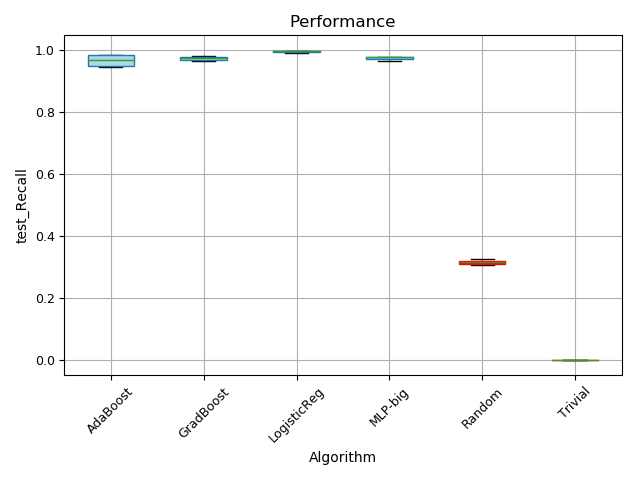 Performance
test_Recall
1.0
0.8
0.6
0.4
0.2
0.0
AdaBoost
GradBoost
LogisticReg
MLP-big
Random
Trivial
Algorithm